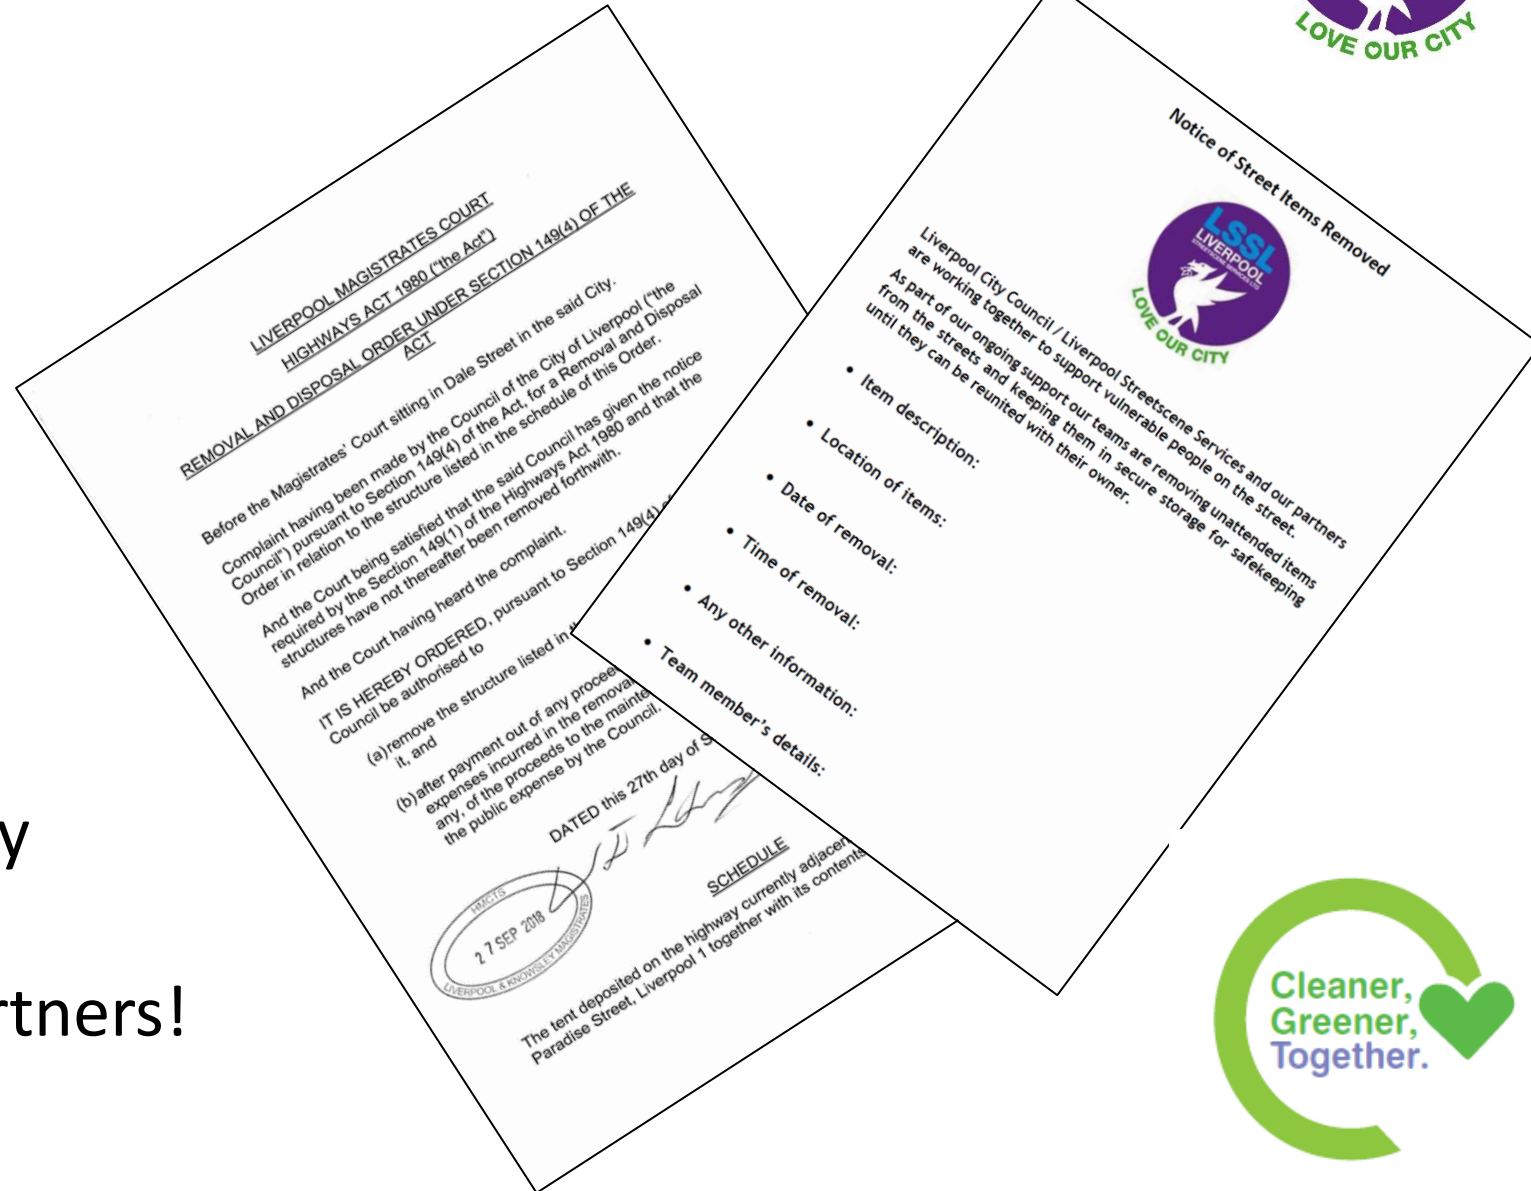 LOVE OUR CITY
LIVERPOOL MAGISTRATES COURT
HIGHWAYS ACT 1980 ("the Act")
REMOVAL AND DISPOSAL ORDER UNDER SECTION 149(4) OF THE
ACT
Before the Magistrates' Court sitting in Dale Street in the said City.
Complaint having been made by the Council of the City of Liverpool ("the
Council") pursuant to Section 149(4) of the Act, for a Removal and Disposal
Order in relation to the structure listed in the schedule of this Order.
And the Court being satisfied that the said Council has given the notice
required by the Section 149(1) of the Highways Act 1980 and that the
structures have not thereafter been removed forthwith.
And the Court having heard the complaint.
IT IS HEREBY ORDERED, pursuant to Section 149(4)
Council be authorised to
(a) remove the structure listed in
it, and
(b) after payment out of any
expenses incurred in the
any, of the proceeds to the
the public expense by the Council.
DATED this 27th day of
HMCTS
27 SEP 2018
LIVERPOOL & KNOWSLEY MAGISTRATES
SCHEDULE
The tent deposited on the highway currently
Paradise Street, Liverpool 1 together with its contents
Notice of Street Items Removed
LSSL
LIVERPOOL
STREETSCENE SERVICES LTD
LOVE OUR CITY
Liverpool City Council / Liverpool Streetscene Services and our partners
are working together to support vulnerable people on the street.
As part of our ongoing support our teams are removing unattended items
from the streets and keeping them in secure storage for safekeeping
until they can be reunited with their owner.
• Item description:
• Location of items:
• Date of removal:
• Time of removal:
• Any other information:
• Team member's details:
y
rtners!
Cleaner,
Greener,
Together.